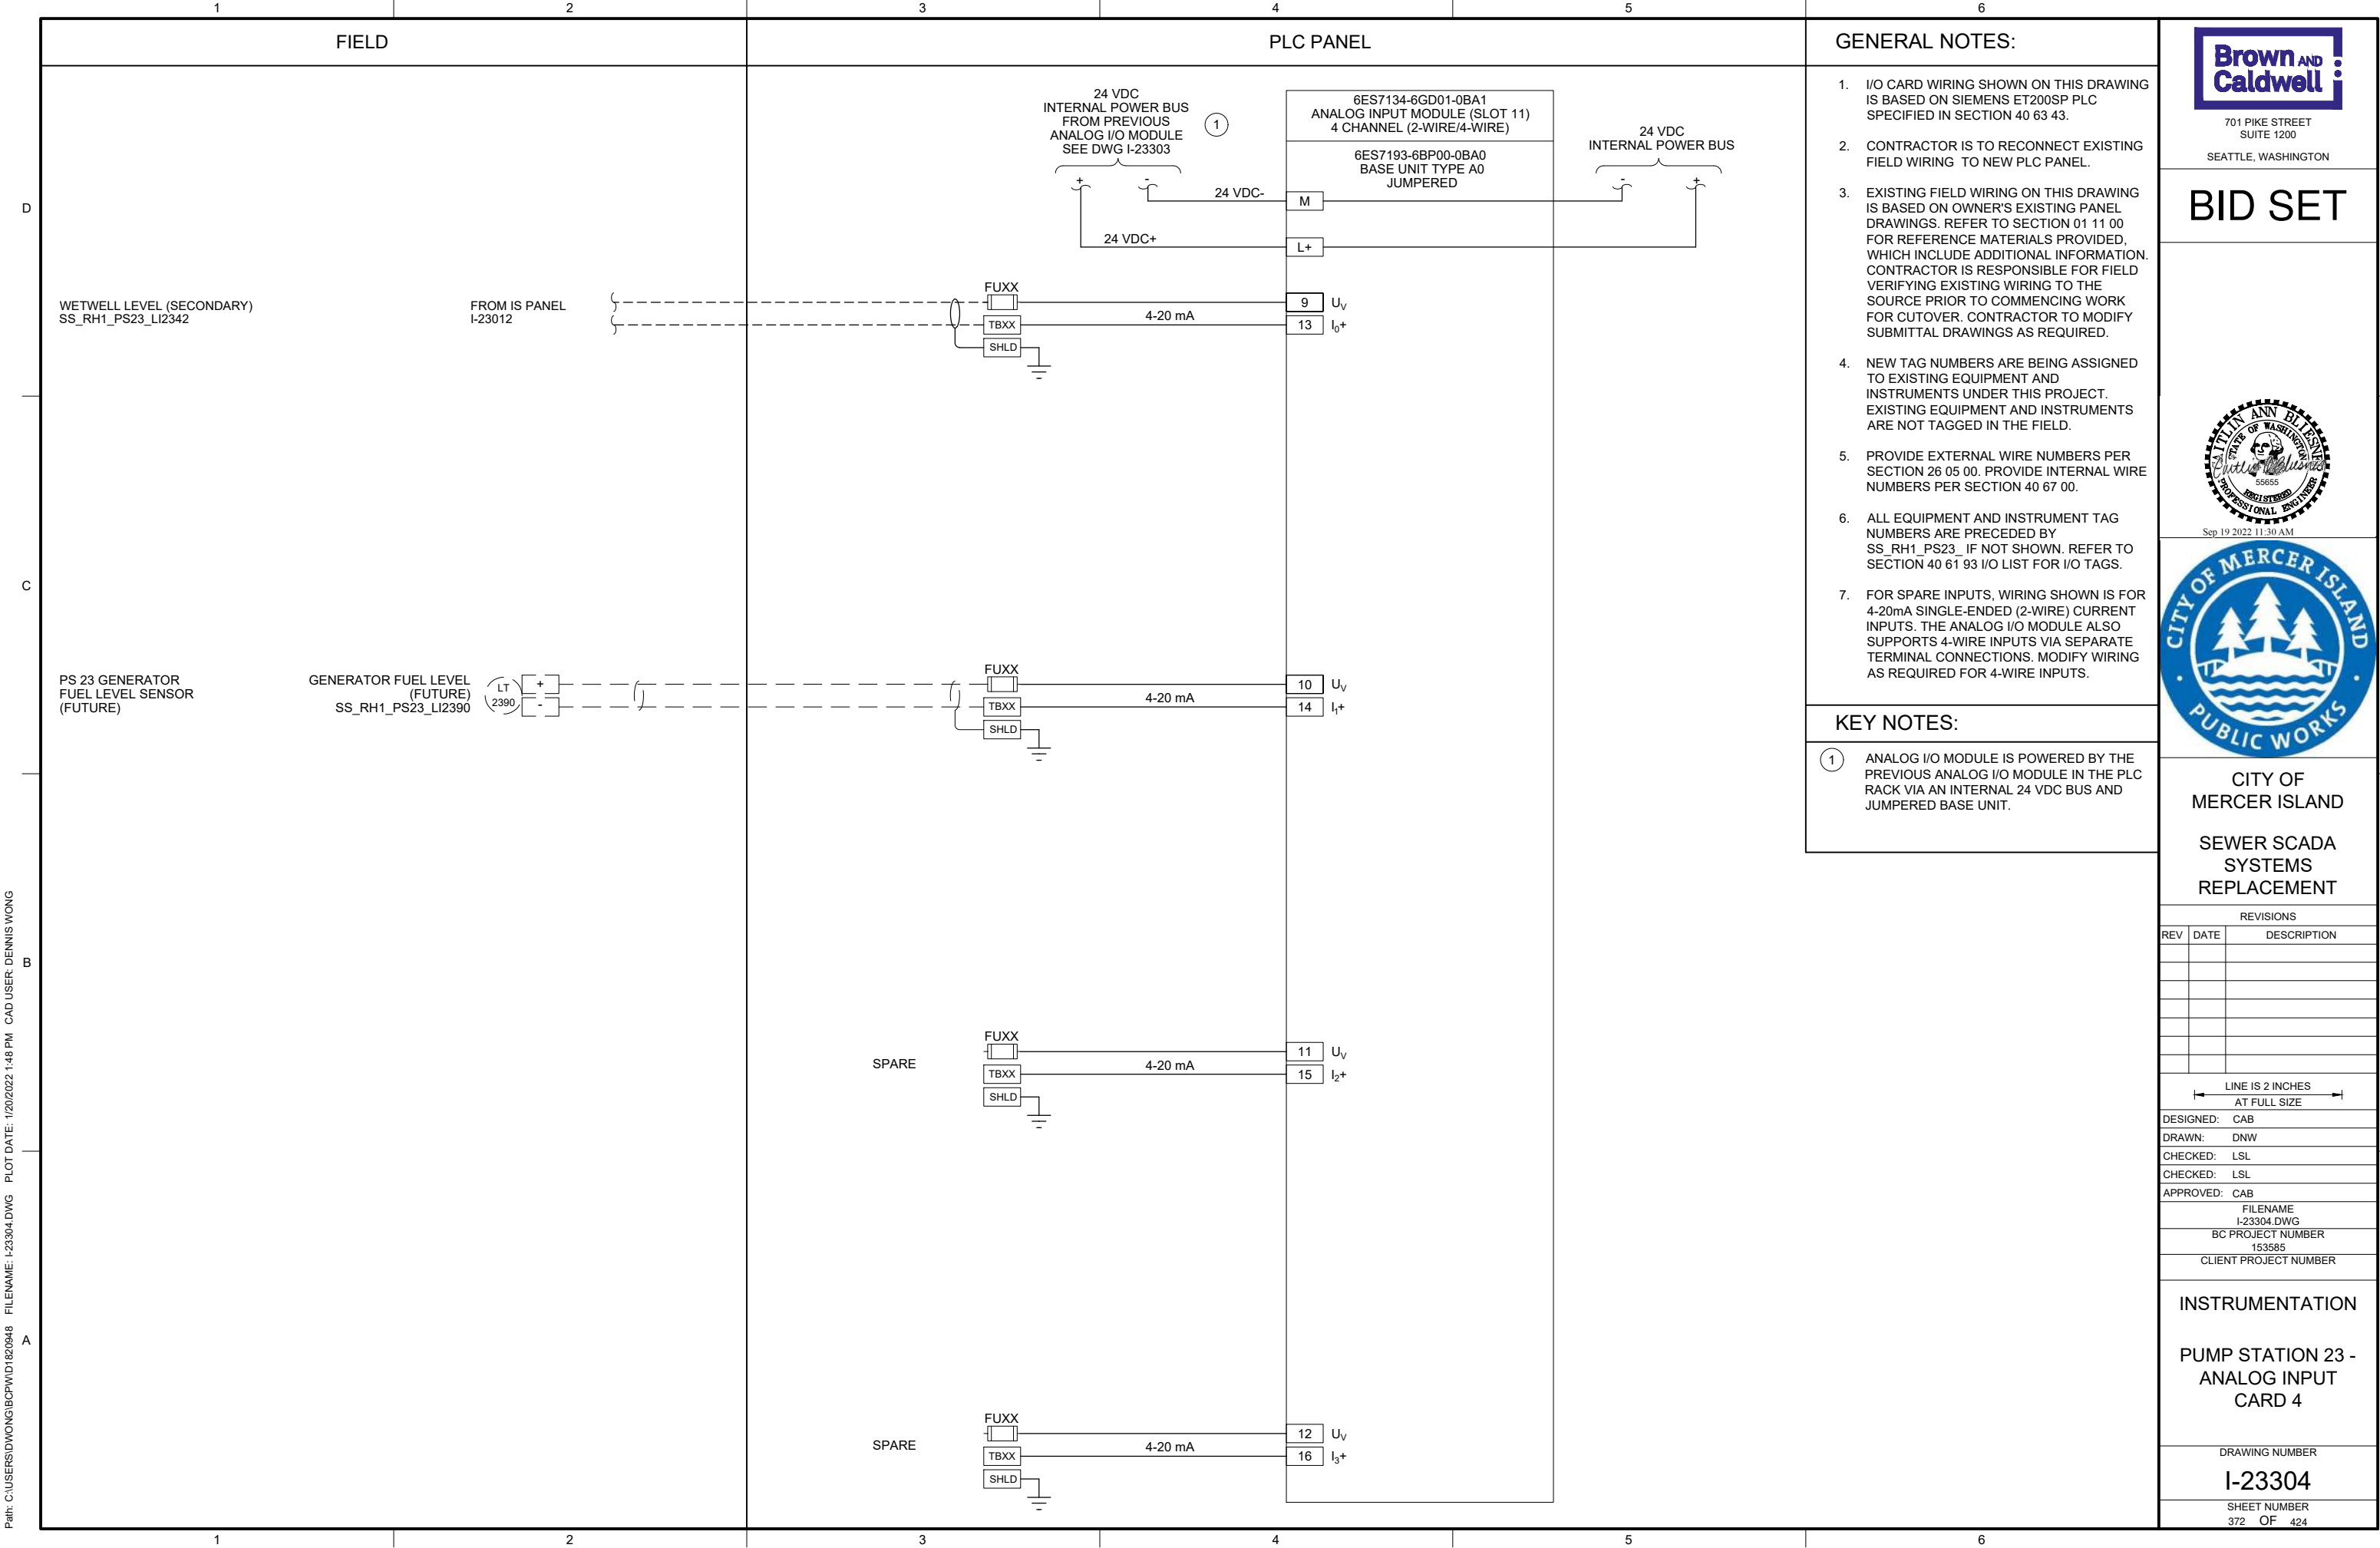 1 2 3 4 5 6
FIELD
PLC PANEL
D
C
B
A
24 VDC
INTERNAL POWER BUS
FROM PREVIOUS
ANALOG I/O MODULE
SEE DWG I-23303
1
+ -
24 VDC-
24 VDC+
6ES7134-6GD01-0BA1
ANALOG INPUT MODULE (SLOT 11)
4 CHANNEL (2-WIRE/4-WIRE)
6ES7193-6BP00-0BA0
BASE UNIT TYPE A0
JUMPERED
M
L+
24 VDC
INTERNAL POWER BUS
- +
WETWELL LEVEL (SECONDARY)
SS_RH1_PS23_LI2342
FROM IS PANEL
I-23012
FUXX
TBXX
SHLD
4-20 mA
9 UV
13 I0+
PS 23 GENERATOR
FUEL LEVEL SENSOR
(FUTURE)
GENERATOR FUEL LEVEL
(FUTURE)
SS_RH1_PS23_LI2390
LT
2390
+
-
FUXX
TBXX
SHLD
4-20 mA
10 UV
14 I1+
SPARE
FUXX
TBXX
SHLD
4-20 mA
11 UV
15 I2+
SPARE
FUXX
TBXX
SHLD
4-20 mA
12 UV
16 I3+
GENERAL NOTES:
1. I/O CARD WIRING SHOWN ON THIS DRAWING
IS BASED ON SIEMENS ET200SP PLC
SPECIFIED IN SECTION 40 63 43.
2. CONTRACTOR IS TO RECONNECT EXISTING
FIELD WIRING TO NEW PLC PANEL.
3. EXISTING FIELD WIRING ON THIS DRAWING
IS BASED ON OWNER'S EXISTING PANEL
DRAWINGS. REFER TO SECTION 01 11 00
FOR REFERENCE MATERIALS PROVIDED,
WHICH INCLUDE ADDITIONAL INFORMATION.
CONTRACTOR IS RESPONSIBLE FOR FIELD
VERIFYING EXISTING WIRING TO THE
SOURCE PRIOR TO COMMENCING WORK
FOR CUTOVER. CONTRACTOR TO MODIFY
SUBMITTAL DRAWINGS AS REQUIRED.
4. NEW TAG NUMBERS ARE BEING ASSIGNED
TO EXISTING EQUIPMENT AND
INSTRUMENTS UNDER THIS PROJECT.
EXISTING EQUIPMENT AND INSTRUMENTS
ARE NOT TAGGED IN THE FIELD.
5. PROVIDE EXTERNAL WIRE NUMBERS PER
SECTION 26 05 00. PROVIDE INTERNAL WIRE
NUMBERS PER SECTION 40 67 00.
6. ALL EQUIPMENT AND INSTRUMENT TAG
NUMBERS ARE PRECEDED BY
SS_RH1_PS23_ IF NOT SHOWN. REFER TO
SECTION 40 61 93 I/O LIST FOR I/O TAGS.
7. FOR SPARE INPUTS, WIRING SHOWN IS FOR
4-20mA SINGLE-ENDED (2-WIRE) CURRENT
INPUTS. THE ANALOG I/O MODULE ALSO
SUPPORTS 4-WIRE INPUTS VIA SEPARATE
TERMINAL CONNECTIONS. MODIFY WIRING
AS REQUIRED FOR 4-WIRE INPUTS.
KEY NOTES:
1 ANALOG I/O MODULE IS POWERED BY THE
PREVIOUS ANALOG I/O MODULE IN THE PLC
RACK VIA AN INTERNAL 24 VDC BUS AND
JUMPERED BASE UNIT.
Brown AND
Caldwell
701 PIKE STREET
SUITE 1200
SEATTLE, WASHINGTON
BID SET
CAITLIN ANN BLIESNER
STATE OF WASHINGTON
55655
REGISTERED
PROFESSIONAL ENGINEER
Sep 19 2022 11:30 AM
CITY OF MERCER ISLAND
PUBLIC WORKS
CITY OF
MERCER ISLAND
SEWER SCADA
SYSTEMS
REPLACEMENT
REVISIONS
REV DATE DESCRIPTION
LINE IS 2 INCHES
AT FULL SIZE
DESIGNED: CAB
DRAWN: DNW
CHECKED: LSL
CHECKED: LSL
APPROVED: CAB
FILENAME
I-23304.DWG
BC PROJECT NUMBER
153585
CLIENT PROJECT NUMBER
INSTRUMENTATION
PUMP STATION 23 -
ANALOG INPUT
CARD 4
DRAWING NUMBER
I-23304
SHEET NUMBER
372 OF 424
1 2 3 4 5 6
Path: C:\USERS\DWONG\BCPW\D1820948 FILENAME: I-23304.DWG PLOT DATE: 1/20/2022 1:48 PM CAD USER: DENNIS WONG